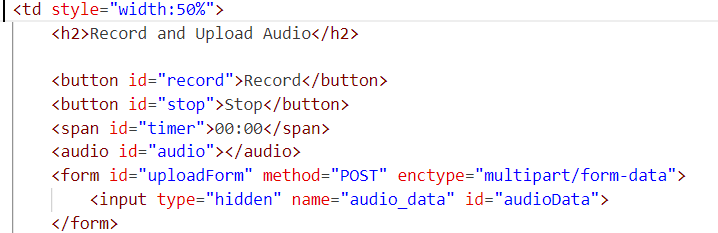 <td style="width:50%">
<h2>Record and Upload Audio</h2>
<button id="record">Record</button>
<button id="stop">Stop</button>
<span id="timer">00:00</span>
<audio id="audio"></audio>
<form id="uploadForm" method="POST" enctype="multipart/form-data">
<input type="hidden" name="audio_data" id="audioData">
</form>